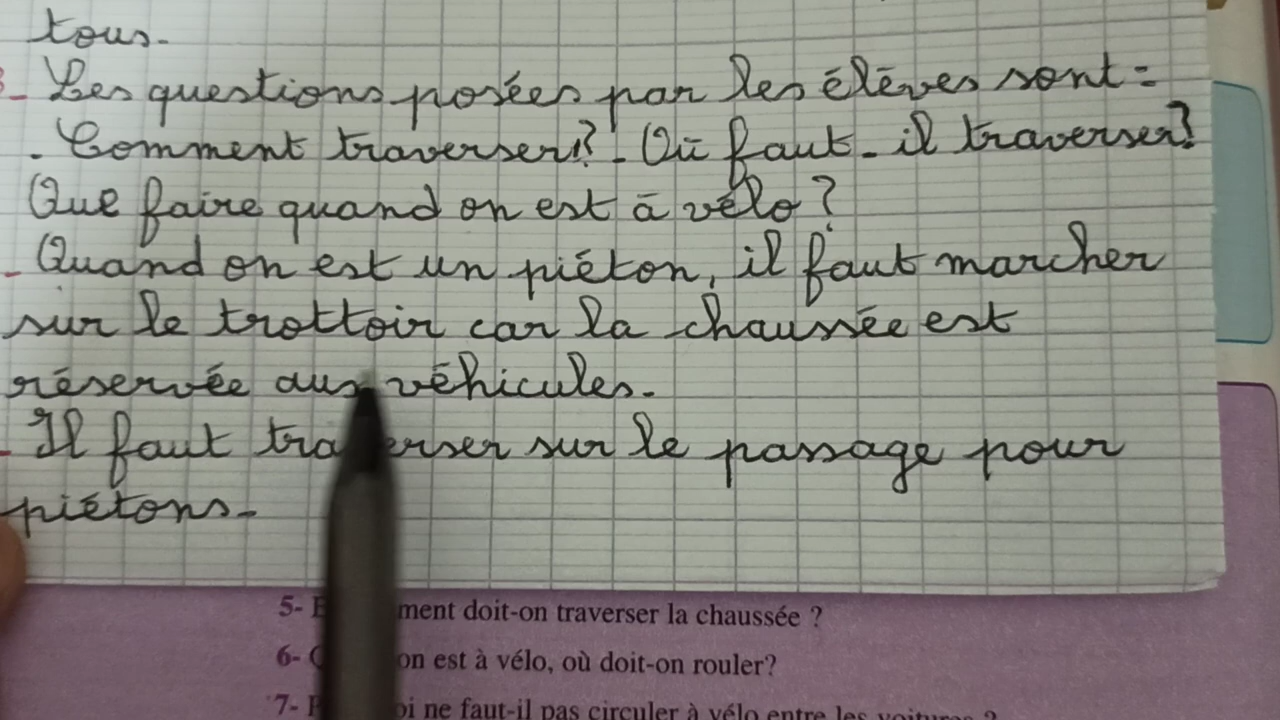 tous.
3- Les questions posées par les élèves sont:
. Comment traverser? - Où faut-il traverser?
Que faire quand on est à vélo?
- Quand on est un piéton, il faut marcher
sur le trottoir car la chaussée est
réservée aux véhicules.
- Il faut traverser sur le passage pour
piétons-
5- ment doit-on traverser la chaussée ?
6- on est à vélo, où doit-on rouler?
7- ne faut-il pas circuler à vélo entre les voitures ?